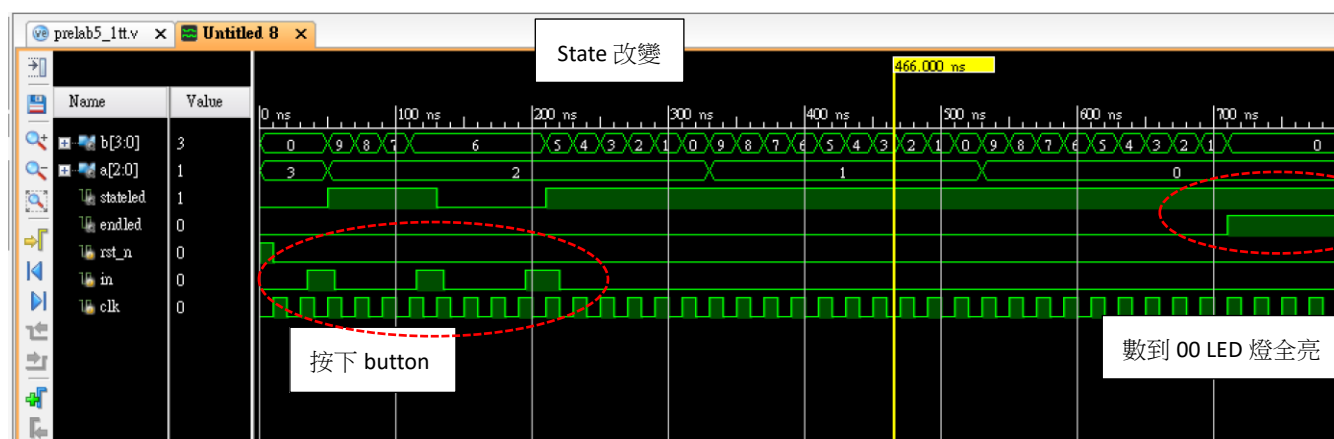 prelab5_1tt.v × Untitled 8 ×
State 改變
466.000 ns
Name Value
0 ns 100 ns 200 ns 300 ns 400 ns 500 ns 600 ns 700 ns
b[3:0] 3 0 9 8 7 6 5 4 3 2 1 0 9 8 7 6 5 4 3 2 1 0 9 8 7 6 5 4 3 2 1 0
a[2:0] 1 3 2 1 0
stateled 1
endled 0
rst_n 0
in 0
clk 0
按下 button
數到 00 LED 燈全亮